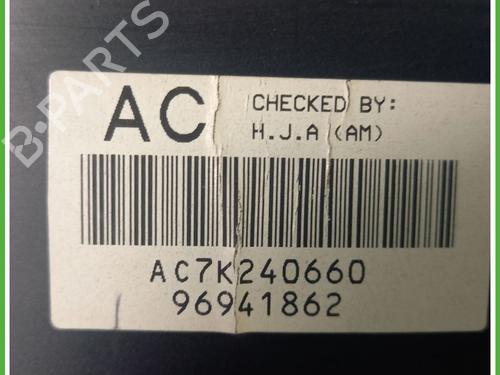 B-PARTS
AC
CHECKED BY:
H.J.A (AM)
AC7K240660
96941862